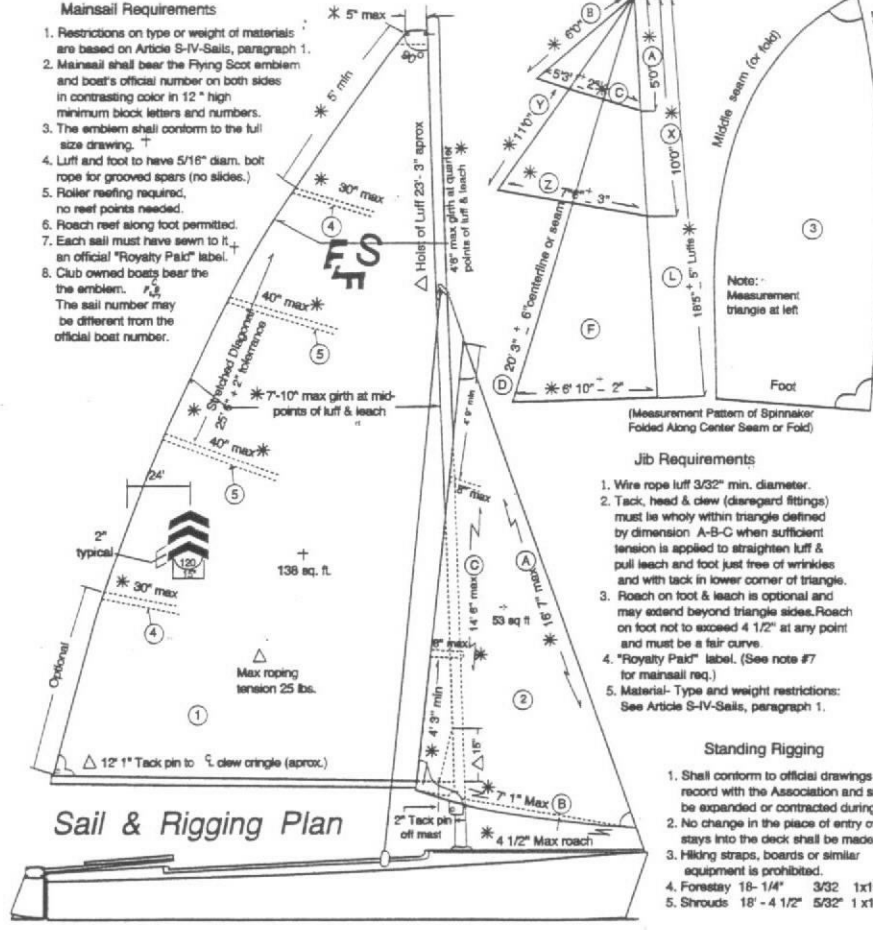 Mainsail Requirements
1. Restrictions on type or weight of materials
are based on Article S-IV-Sails, paragraph 1.
2. Mainsail shall bear the Flying Scot emblem
and boat's official number on both sides
in contrasting color in 12 " high
minimum block letters and numbers.
3. The emblem shall conform to the full
size drawing. +
4. Luff and foot to have 5/16" diam. bolt
rope for grooved spars (no slides.)
5. Roller reefing required,
no reef points needed.
6. Roach reef along foot permitted.
7. Each sail must have sewn to it
an official "Royalty Paid" label. +
8. Club owned boats bear the
the emblem.
The sail number may
be different from the
official boat number.
5" max
90°
5' min
30" max
4
FS
F
40" max
5
Stretched Diagonal
25' 6" + 2" tolerance
7'-10" max girth at mid-
points of luff & leach
40" max
5
24'
2"
typical
120
15"
138 sq. ft.
30" max
4
Optional
Max roping
tension 25 lbs.
1
12' 1" Tack pin to ℄ clew cringle (aprox.)
Hoist of Luff 23'- 3" aprox
4'6" max girth at quarter
points of luff & leach
4' 9" min
8" max
C
14' 6" max
A
16' 7" max
53 sq ft
8" max
4' 3" min
2
15"
7' 1" Max B
2" Tack pin
off mast
4 1/2" Max roach
Sail & Rigging Plan
6'0"
B
A
5'0"
5'3" ± 2"
C
Y
11'0"
X
10'0"
Z
7'6" ± 3"
20' 3" ± 6" centerline or seam
L
18'5" ± 5" Luffs
F
D
6' 10" ± 2"
(Measurement Pattern of Spinnaker
Folded Along Center Seam or Fold)
Middle seam (or fold)
3
Note:
Measurement
triangle at left
Foot
Jib Requirements
1. Wire rope luff 3/32" min. diameter.
2. Tack, head & clew (disregard fittings)
must lie wholy within triangle defined
by dimension A-B-C when sufficient
tension is applied to straighten luff &
pull leach and foot just free of wrinkles
and with tack in lower corner of triangle.
3. Roach on foot & leach is optional and
may extend beyond triangle sides.Roach
on foot not to exceed 4 1/2" at any point
and must be a fair curve.
4. "Royalty Paid" label. (See note #7
for mainsail req.)
5. Material- Type and weight restrictions:
See Article S-IV-Sails, paragraph 1.
Standing Rigging
1. Shall conform to official drawings
record with the Association and s
be expanded or contracted during
2. No change in the place of entry o
stays into the deck shall be made
3. Hiking straps, boards or similar
equipment is prohibited.
4. Forestay 18- 1/4" 3/32 1x1
5. Shrouds 18' - 4 1/2" 5/32" 1 x1